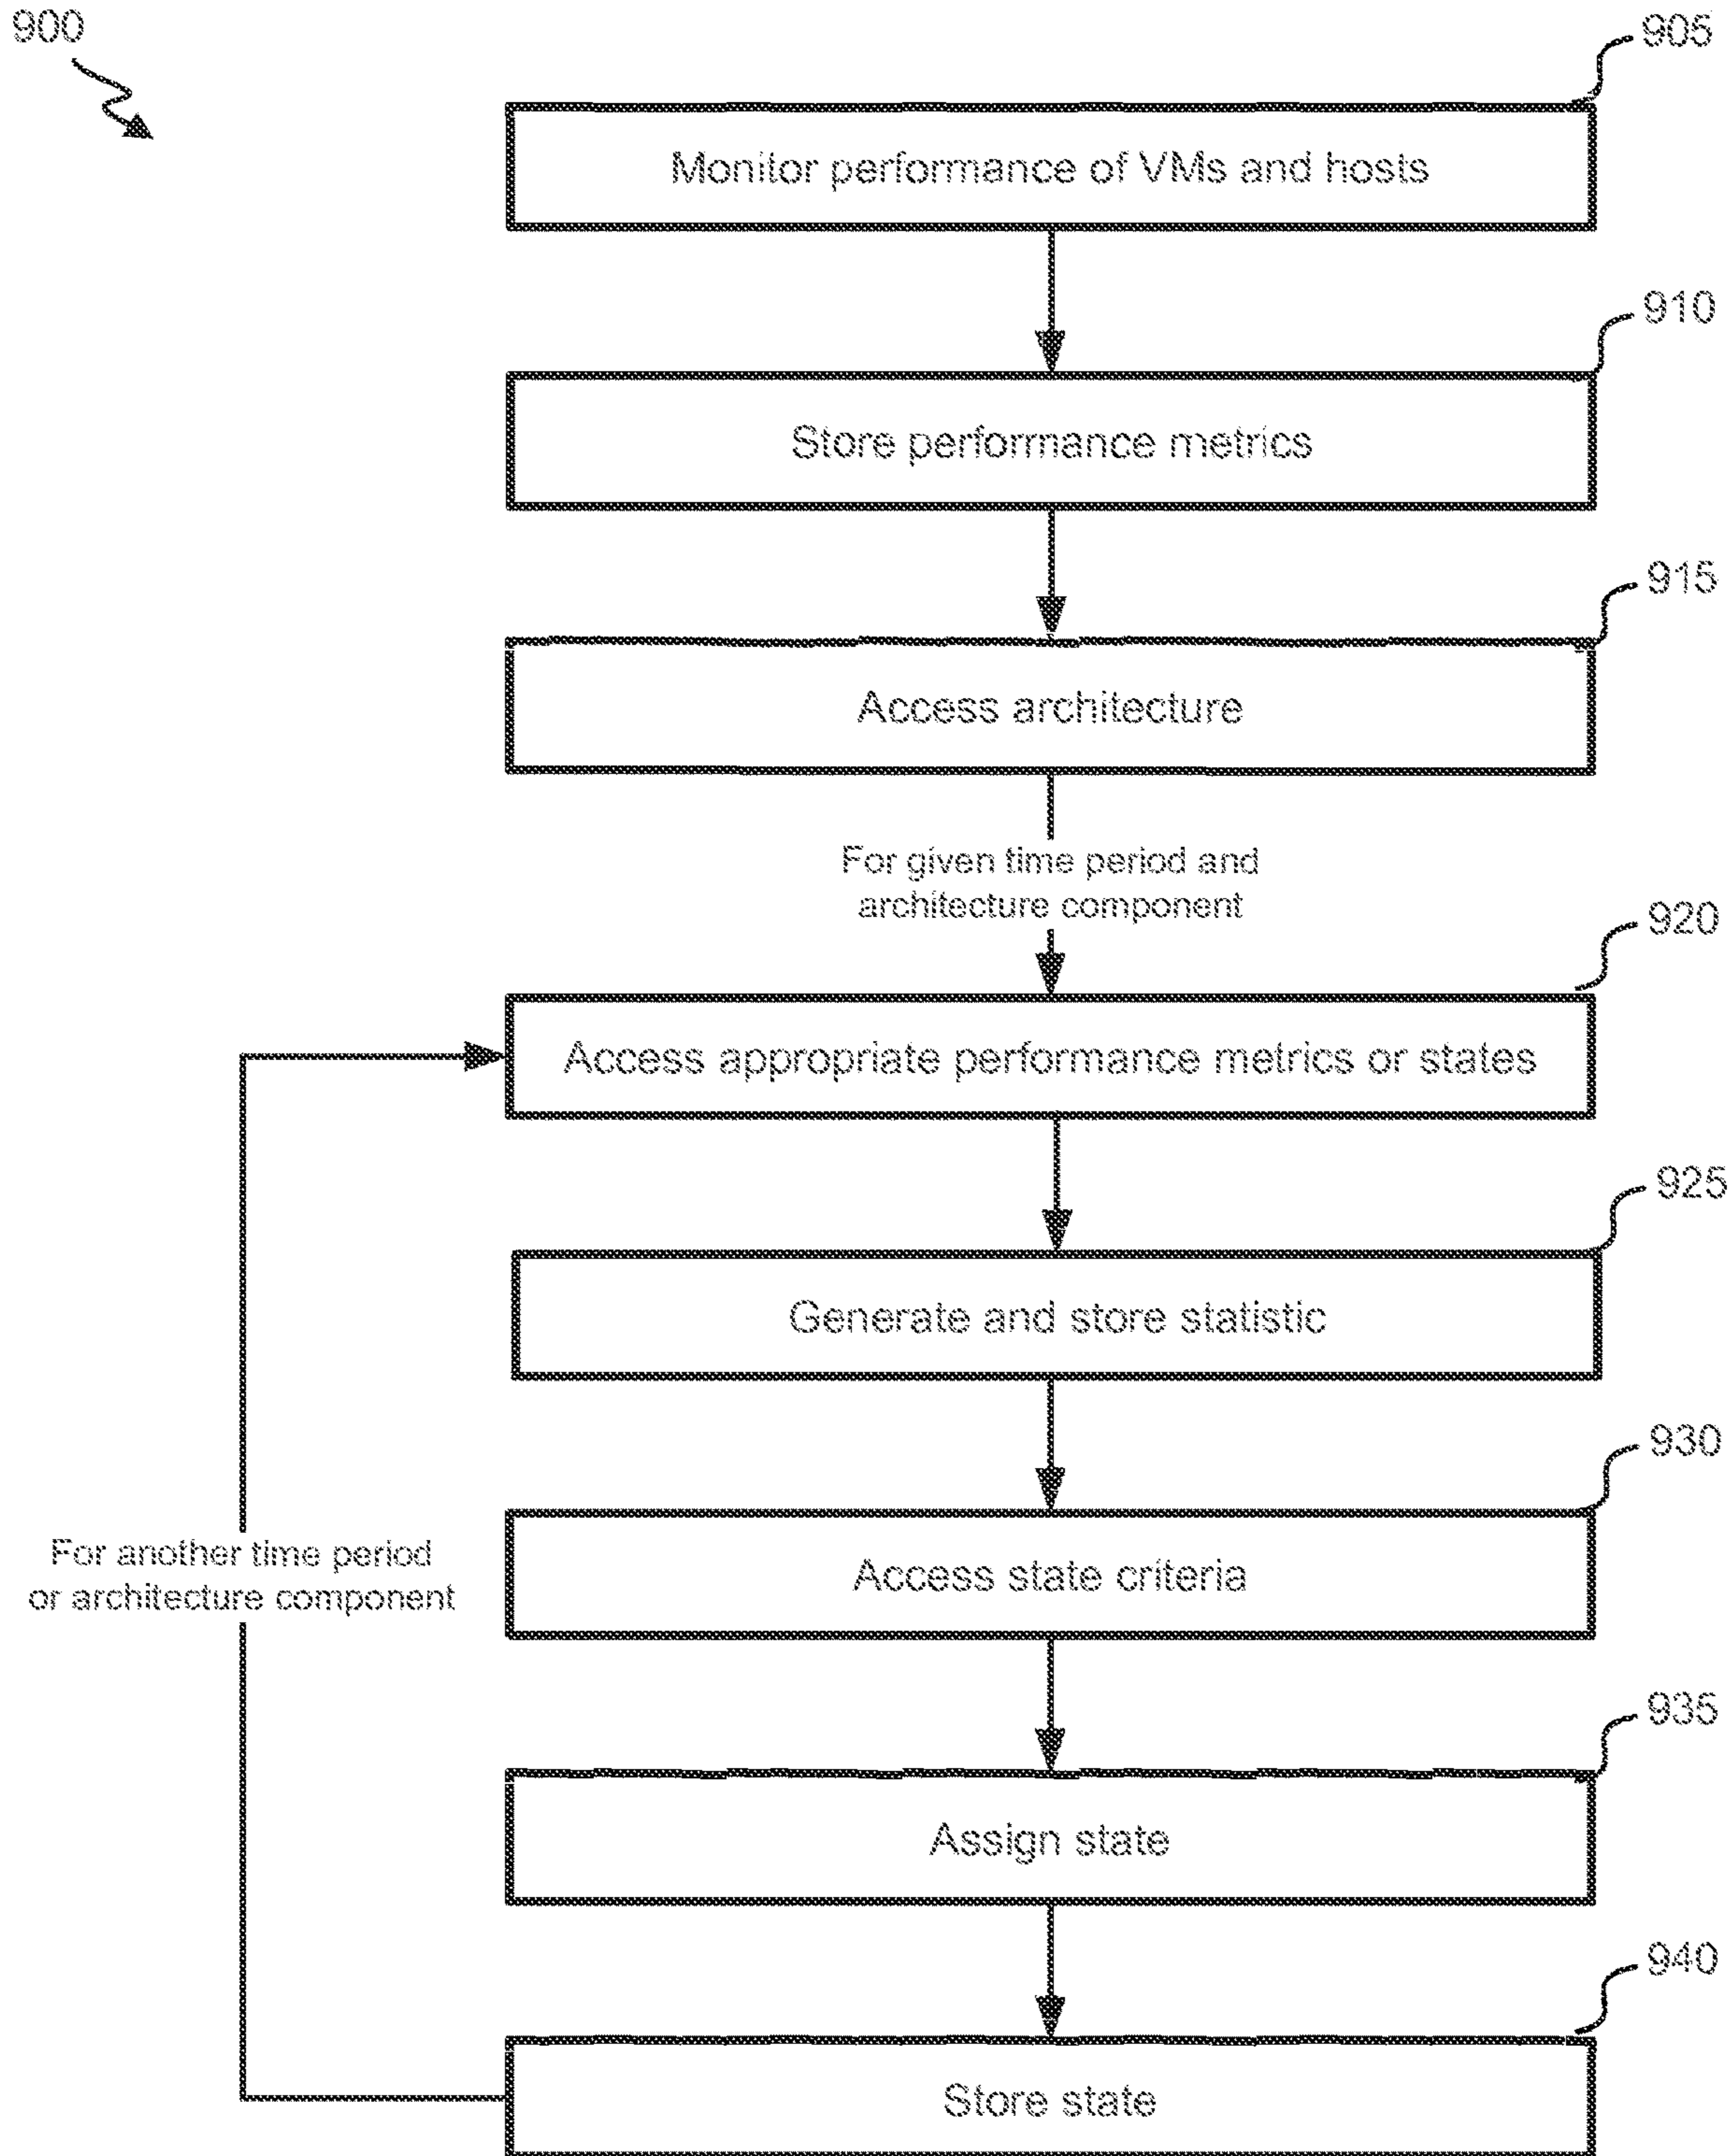 900
905
Monitor performance of VMs and hosts
910
Store performance metrics
915
Access architecture
For given time period and
architecture component
920
Access appropriate performance metrics or states
925
Generate and store statistic
930
Access state criteria
For another time period
or architecture component
935
Assign state
940
Store state